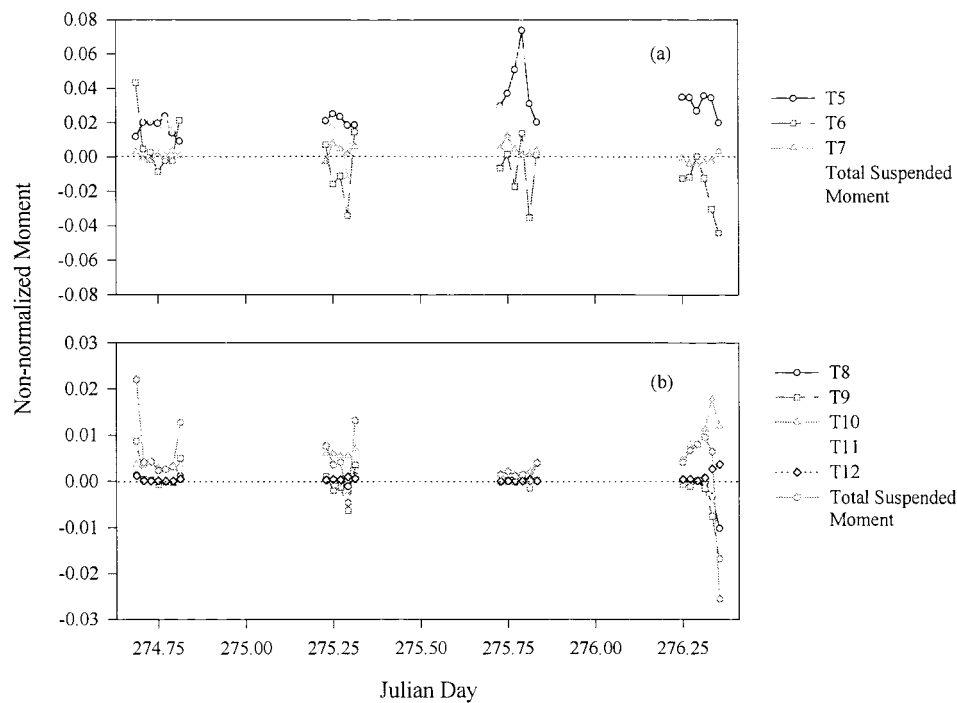 0.08
0.06
0.04
0.02
0.00
-0.02
-0.04
-0.06
-0.08
(a)
T5
T6
T7
Total Suspended
Moment
Non-normalized Moment
0.03
0.02
0.01
0.00
-0.01
-0.02
-0.03
(b)
T8
T9
T10
T11
T12
Total Suspended
Moment
274.75
275.00
275.25
275.50
275.75
276.00
276.25
Julian Day